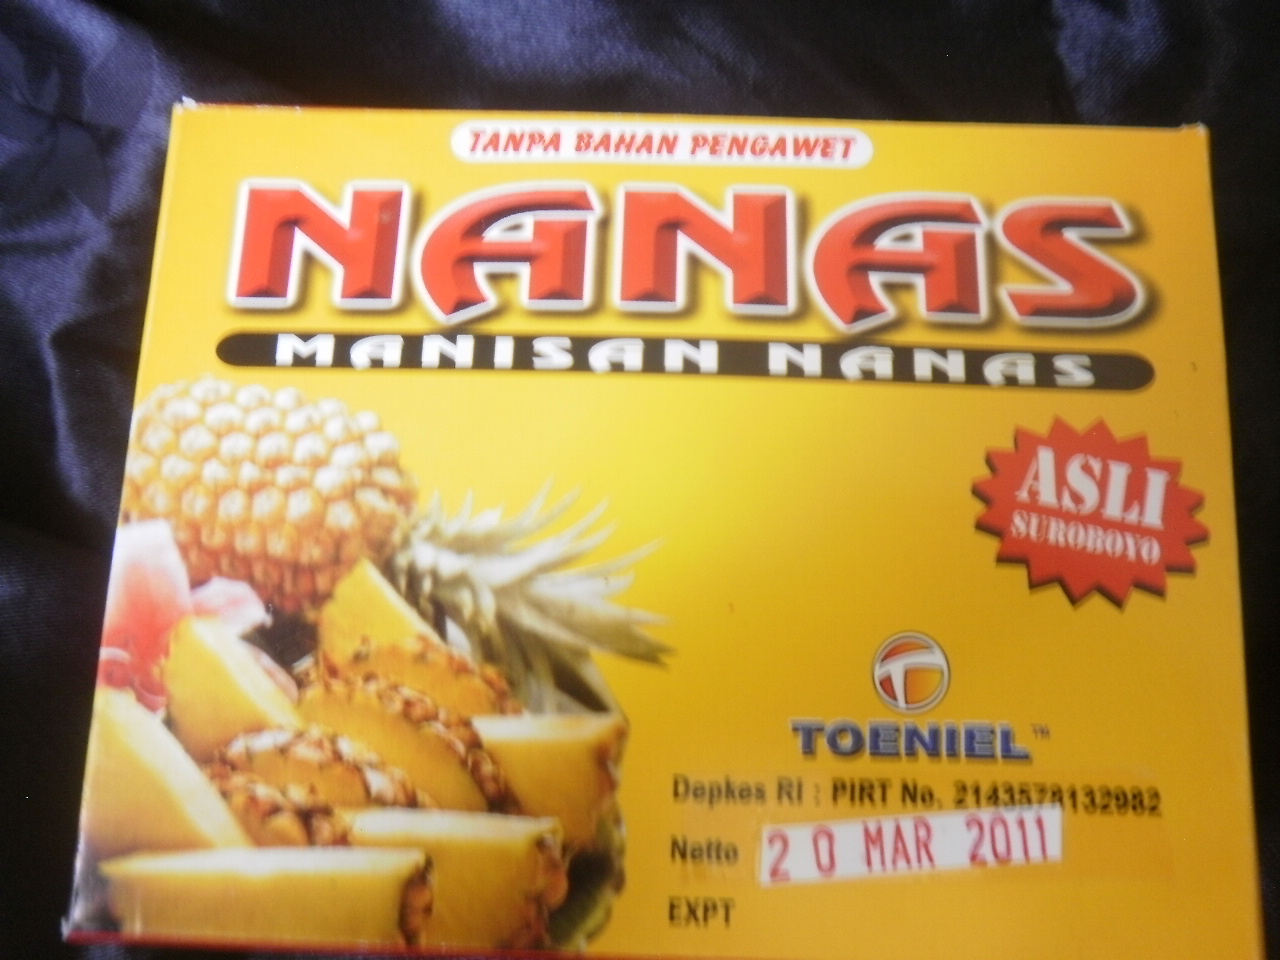 TANPA BAHAN PENGAWET
NANAS
MANISAN NANAS
ASLI
SUROBOYO
TOENIEL™
Depkes RI : PIRT No. 2143578132982
Netto
20 MAR 2011
EXPT